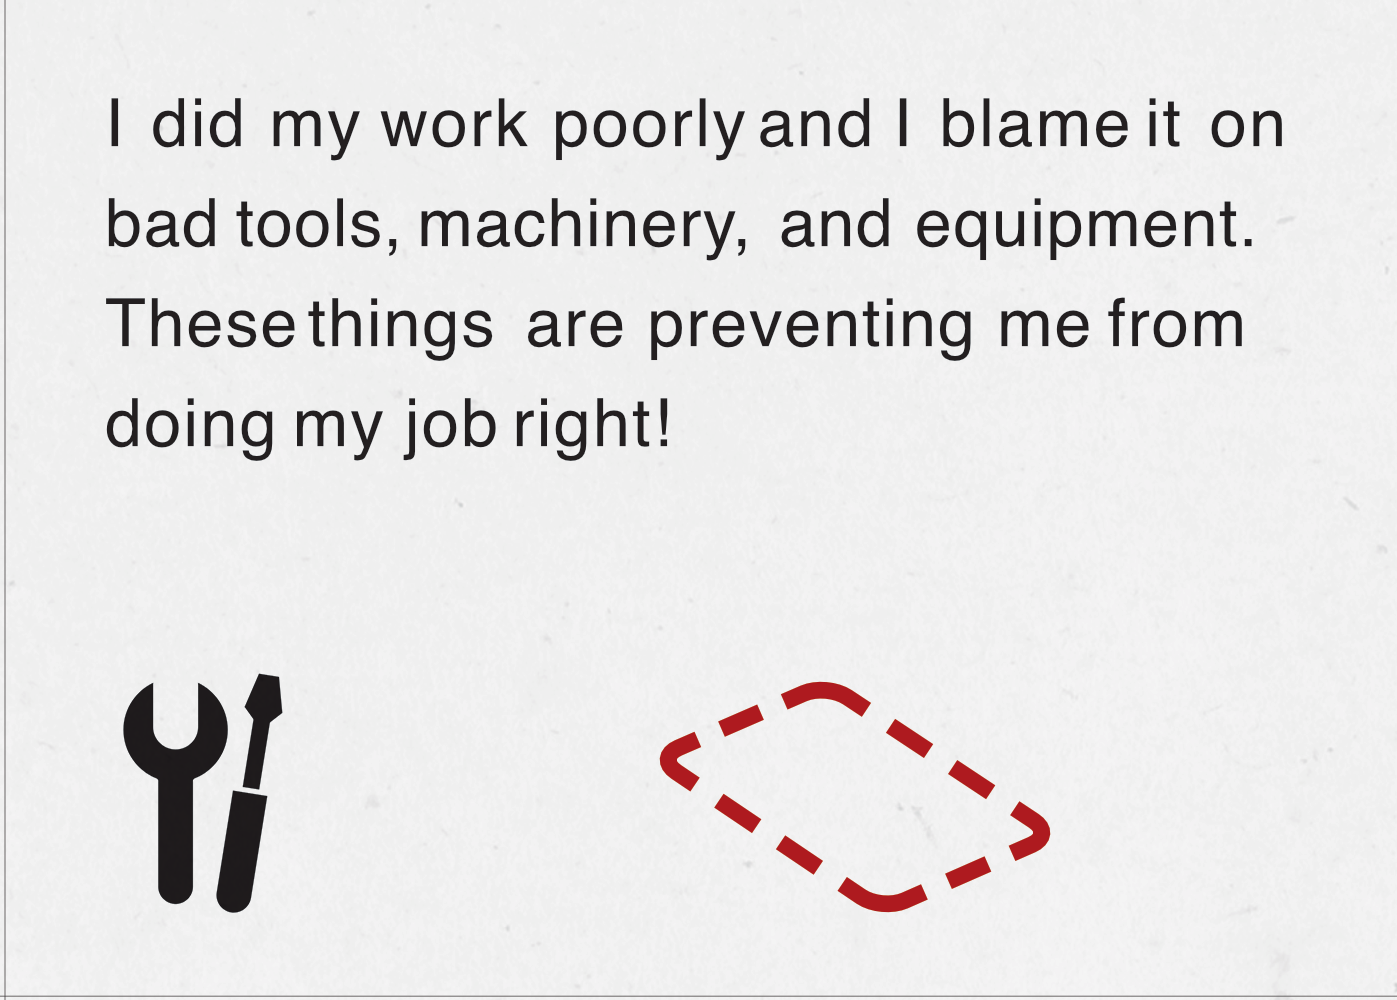 I did my work poorly and I blame it on
bad tools, machinery, and equipment.
These things are preventing me from
doing my job right!